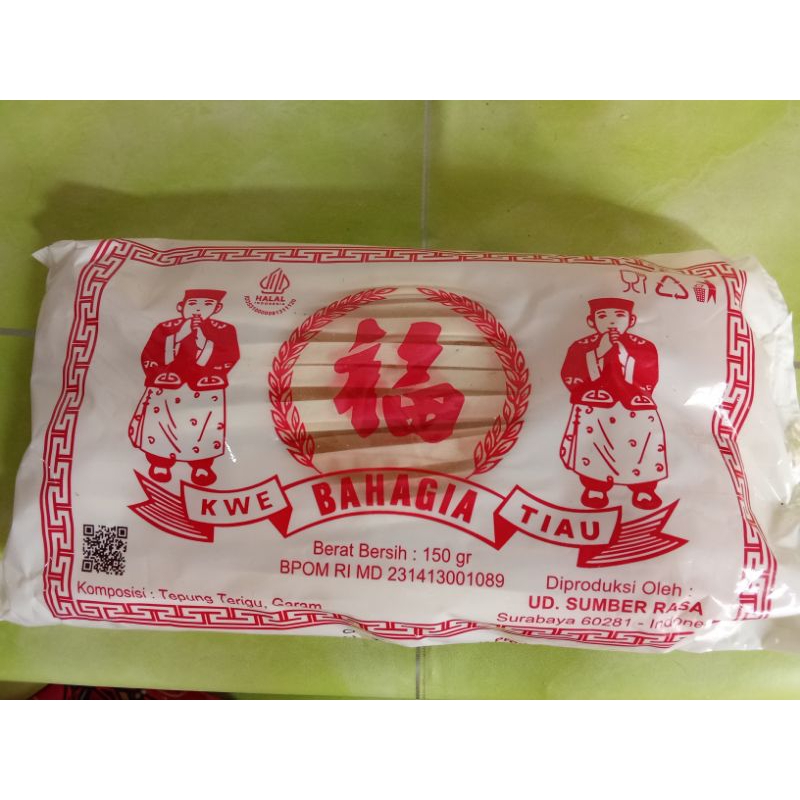 HALAL
INDONESIA
福
KWE BAHAGIA TIAU
Berat Bersih : 150 gr
BPOM RI MD 231413001089
Komposisi : Tepung Terigu, Garam
Diproduksi Oleh :
UD. SUMBER RASA
Surabaya 60281 -